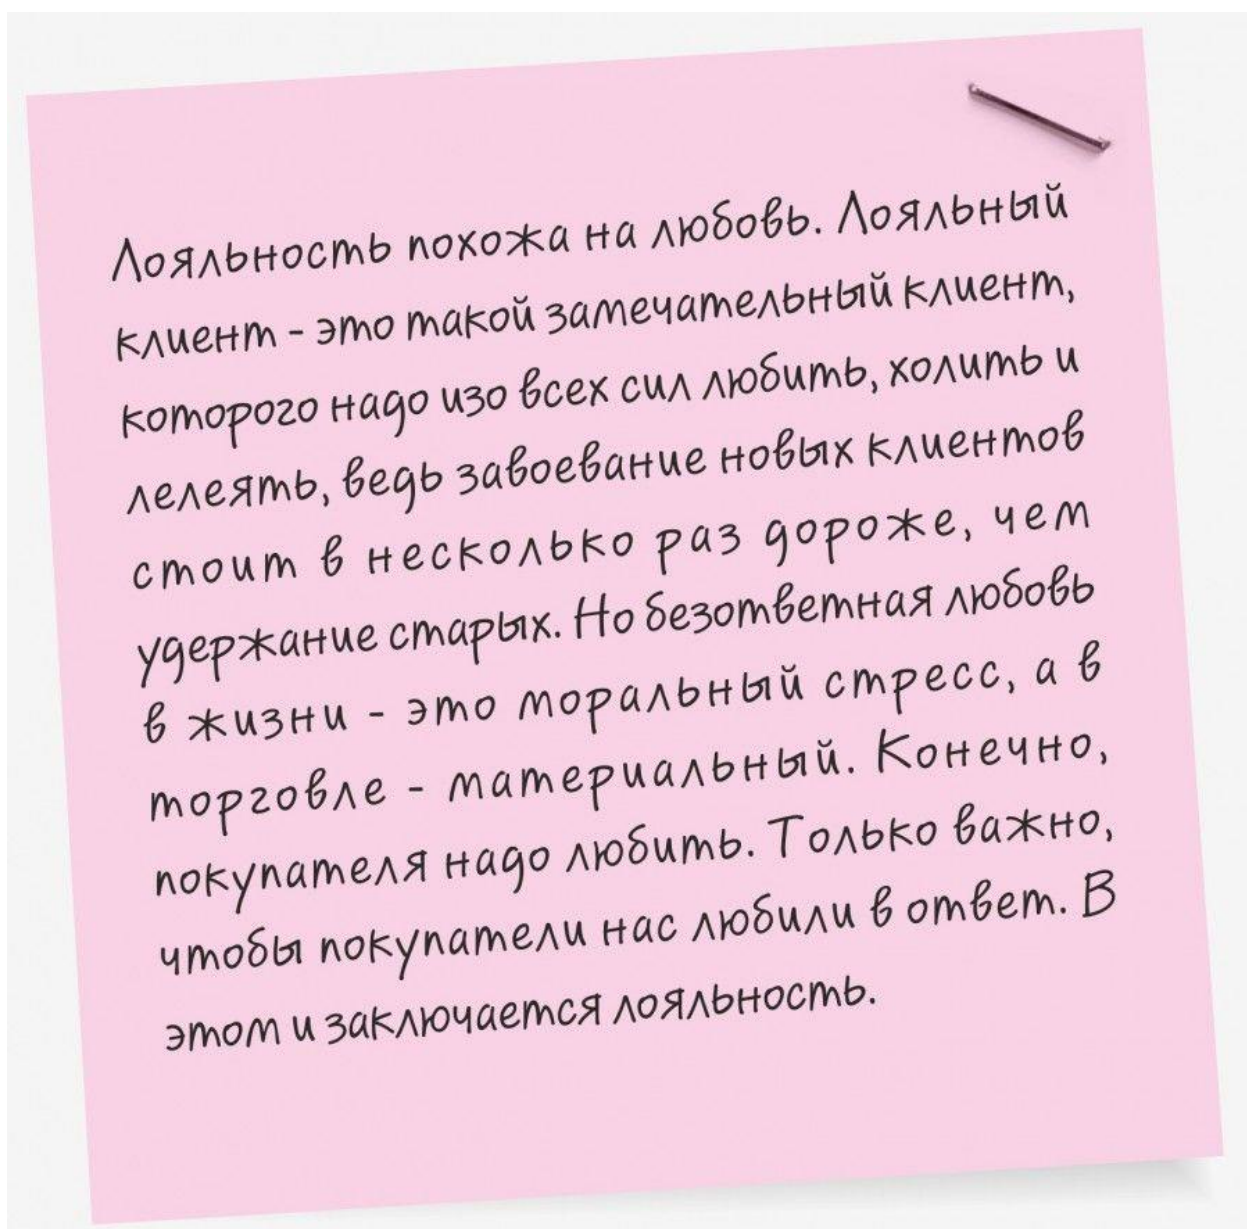 Лояльность похожа на любовь. Лояльный
клиент - это такой замечательный клиент,
которого надо изо всех сил любить, холить и
лелеять, ведь завоевание новых клиентов
стоит в несколько раз дороже, чем
удержание старых. Но безответная любовь
в жизни - это моральный стресс, а в
торговле - материальный. Конечно,
покупателя надо любить. Только важно,
чтобы покупатели нас любили в ответ. В
этом и заключается лояльность.